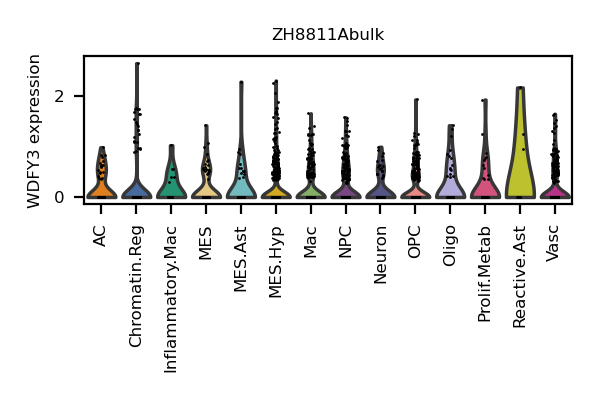 ZH8811Abulk
WDFY3 expression
2
0
AC
Chromatin.Reg
Inflammatory.Mac
MES
MES.Ast
MES.Hyp
Mac
NPC
Neuron
OPC
Oligo
Prolif.Metab
Reactive.Ast
Vasc